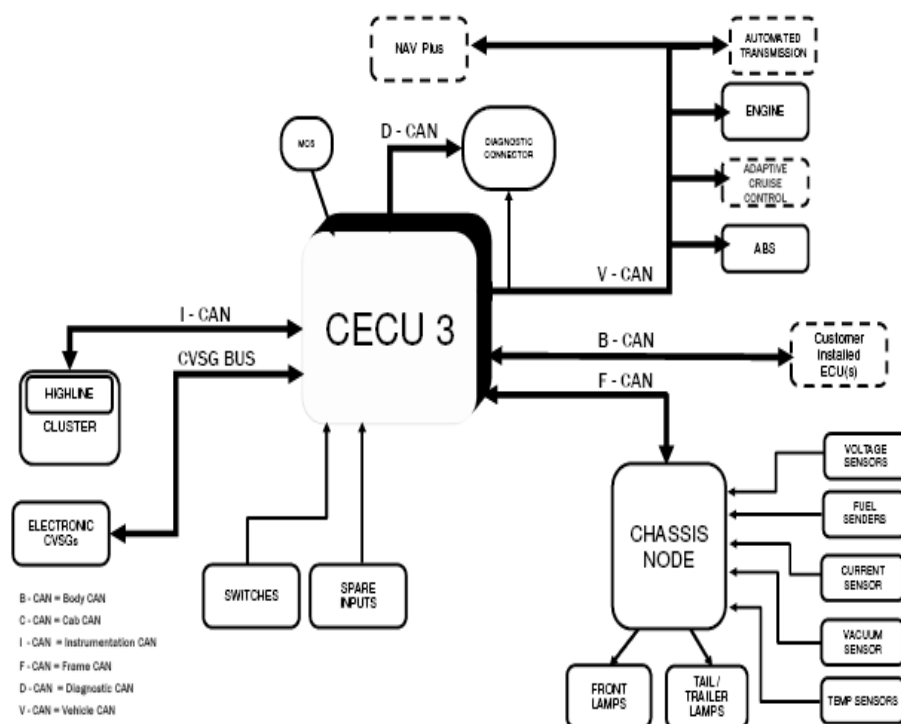 NAV Plus
AUTOMATED
TRANSMISSION
ENGINE
MCS
D - CAN
DIAGNOSTIC
CONNECTOR
ADAPTIVE
CRUISE
CONTROL
ABS
V - CAN
I - CAN
CECU 3
CVSG BUS
B - CAN
Customer
Installed
ECU(s)
F - CAN
HIGHLINE
CLUSTER
ELECTRONIC
CVSGs
SWITCHES
SPARE
INPUTS
CHASSIS
NODE
VOLTAGE
SENSORS
FUEL
SENDERS
CURRENT
SENSOR
VACUUM
SENSOR
TEMP SENSORS
FRONT
LAMPS
TAIL /
TRAILER
LAMPS
B - CAN = Body CAN
C - CAN = Cab CAN
I - CAN = Instrumentation CAN
F - CAN = Frame CAN
D - CAN = Diagnostic CAN
V - CAN = Vehicle CAN